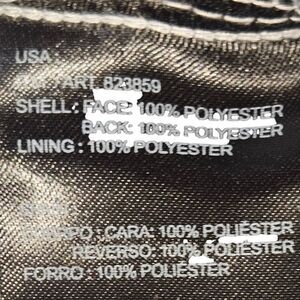 USA
ART. 823859
SHELL: FACE: 100% POLYESTER
BACK: 100% POLYESTER
LINING : 100% POLYESTER
CARA: 100% POLIÉSTER
REVERSO: 100% POLIÉSTER
FORRO : 100% POLIÉSTER